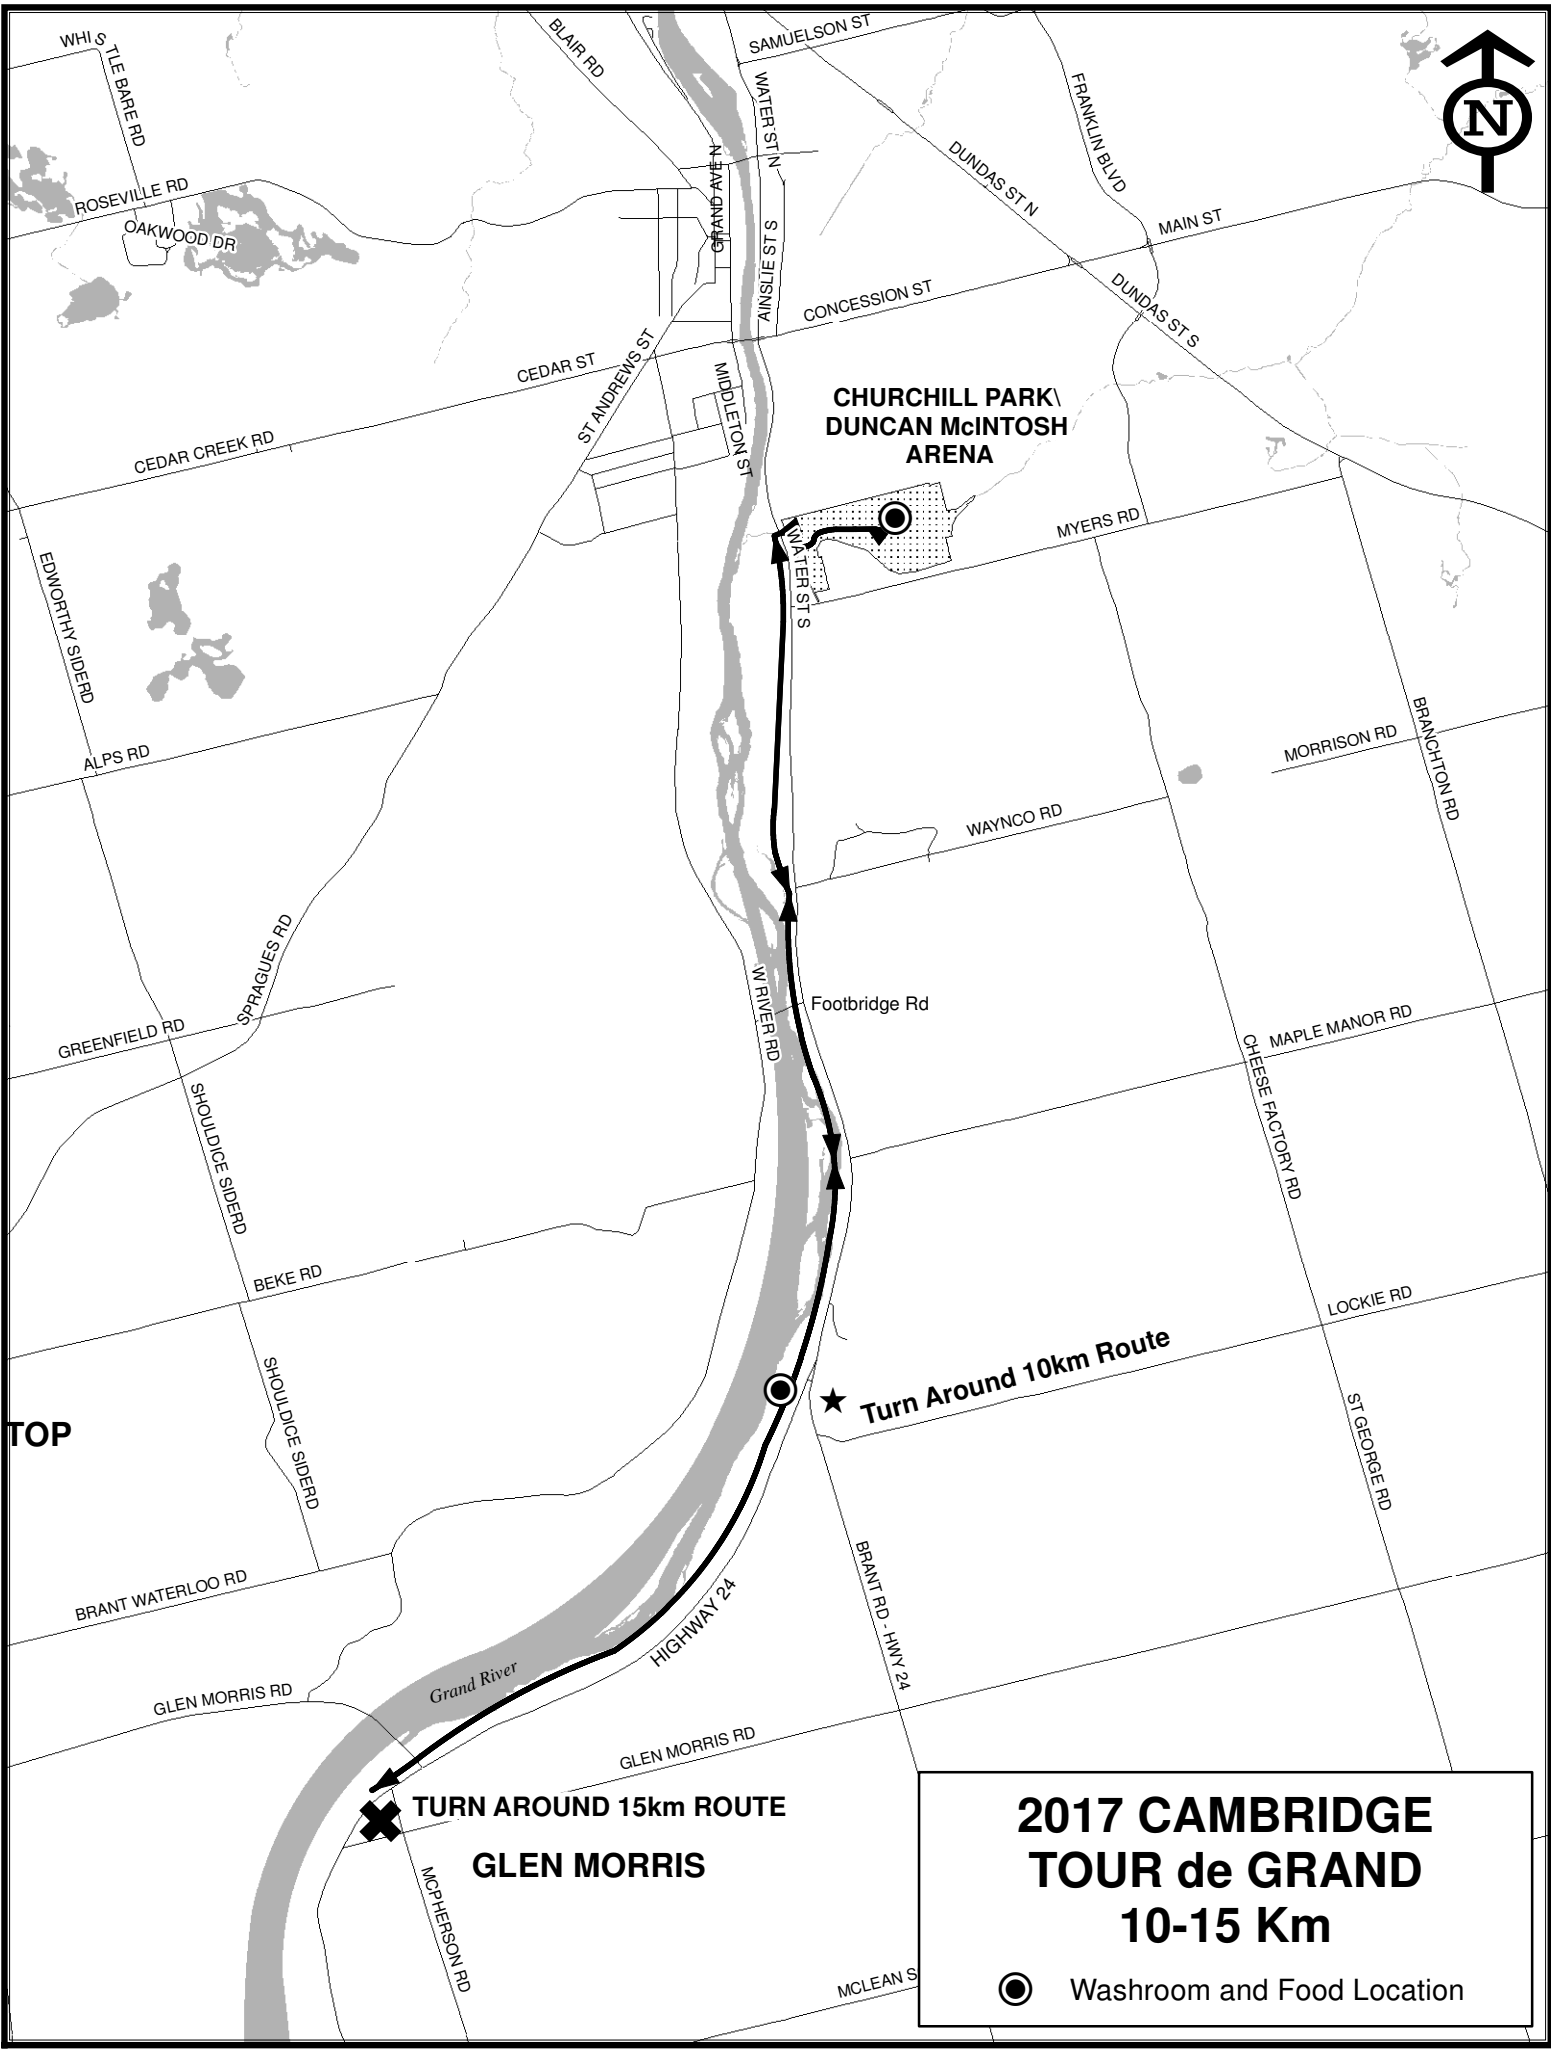 WHISTLE BARE RD
BLAIR RD
SAMUELSON ST
WATER ST N
FRANKLIN BLVD
N
ROSEVILLE RD
OAKWOOD DR
GRAND AVE N
DUNDAS ST N
MAIN ST
AINSLIE ST S
CONCESSION ST
DUNDAS ST S
CEDAR ST
ST ANDREWS ST
MIDDLETON ST
CHURCHILL PARK\
DUNCAN McINTOSH
ARENA
CEDAR CREEK RD
MYERS RD
WATER ST S
EDWORTHY SIDERD
ALPS RD
BRANCHTON RD
MORRISON RD
WAYNCO RD
SPRAGUES RD
W RIVER RD
Footbridge Rd
GREENFIELD RD
MAPLE MANOR RD
CHEESE FACTORY RD
SHOULDICE SIDERD
BEKE RD
LOCKIE RD
Turn Around 10km Route
SHOULDICE SIDERD
TOP
ST GEORGE RD
BRANT WATERLOO RD
HIGHWAY 24
BRANT RD - HWY 24
Grand River
GLEN MORRIS RD
GLEN MORRIS RD
TURN AROUND 15km ROUTE
GLEN MORRIS
MCPHERSON RD
MCLEAN S
2017 CAMBRIDGE
TOUR de GRAND
10-15 Km
Washroom and Food Location